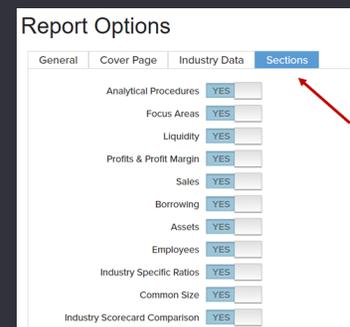 Report Options
General Cover Page Industry Data Sections
Analytical Procedures YES
Focus Areas YES
Liquidity YES
Profits & Profit Margin YES
Sales YES
Borrowing YES
Assets YES
Employees YES
Industry Specific Ratios YES
Common Size YES
Industry Scorecard Comparison YES